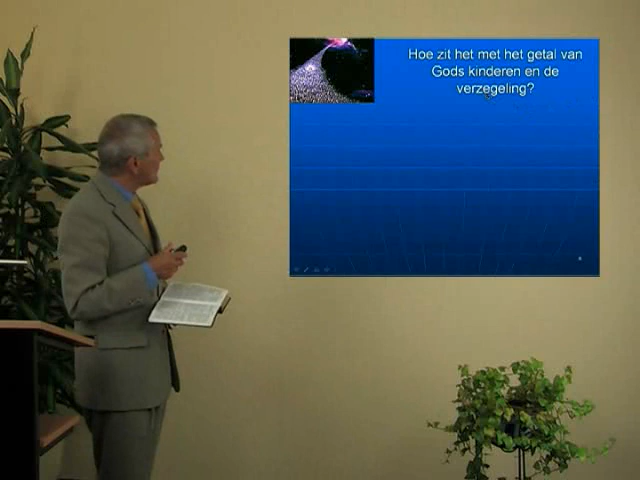 Hoe zit het met het getal van
Gods kinderen en de
verzegeling?